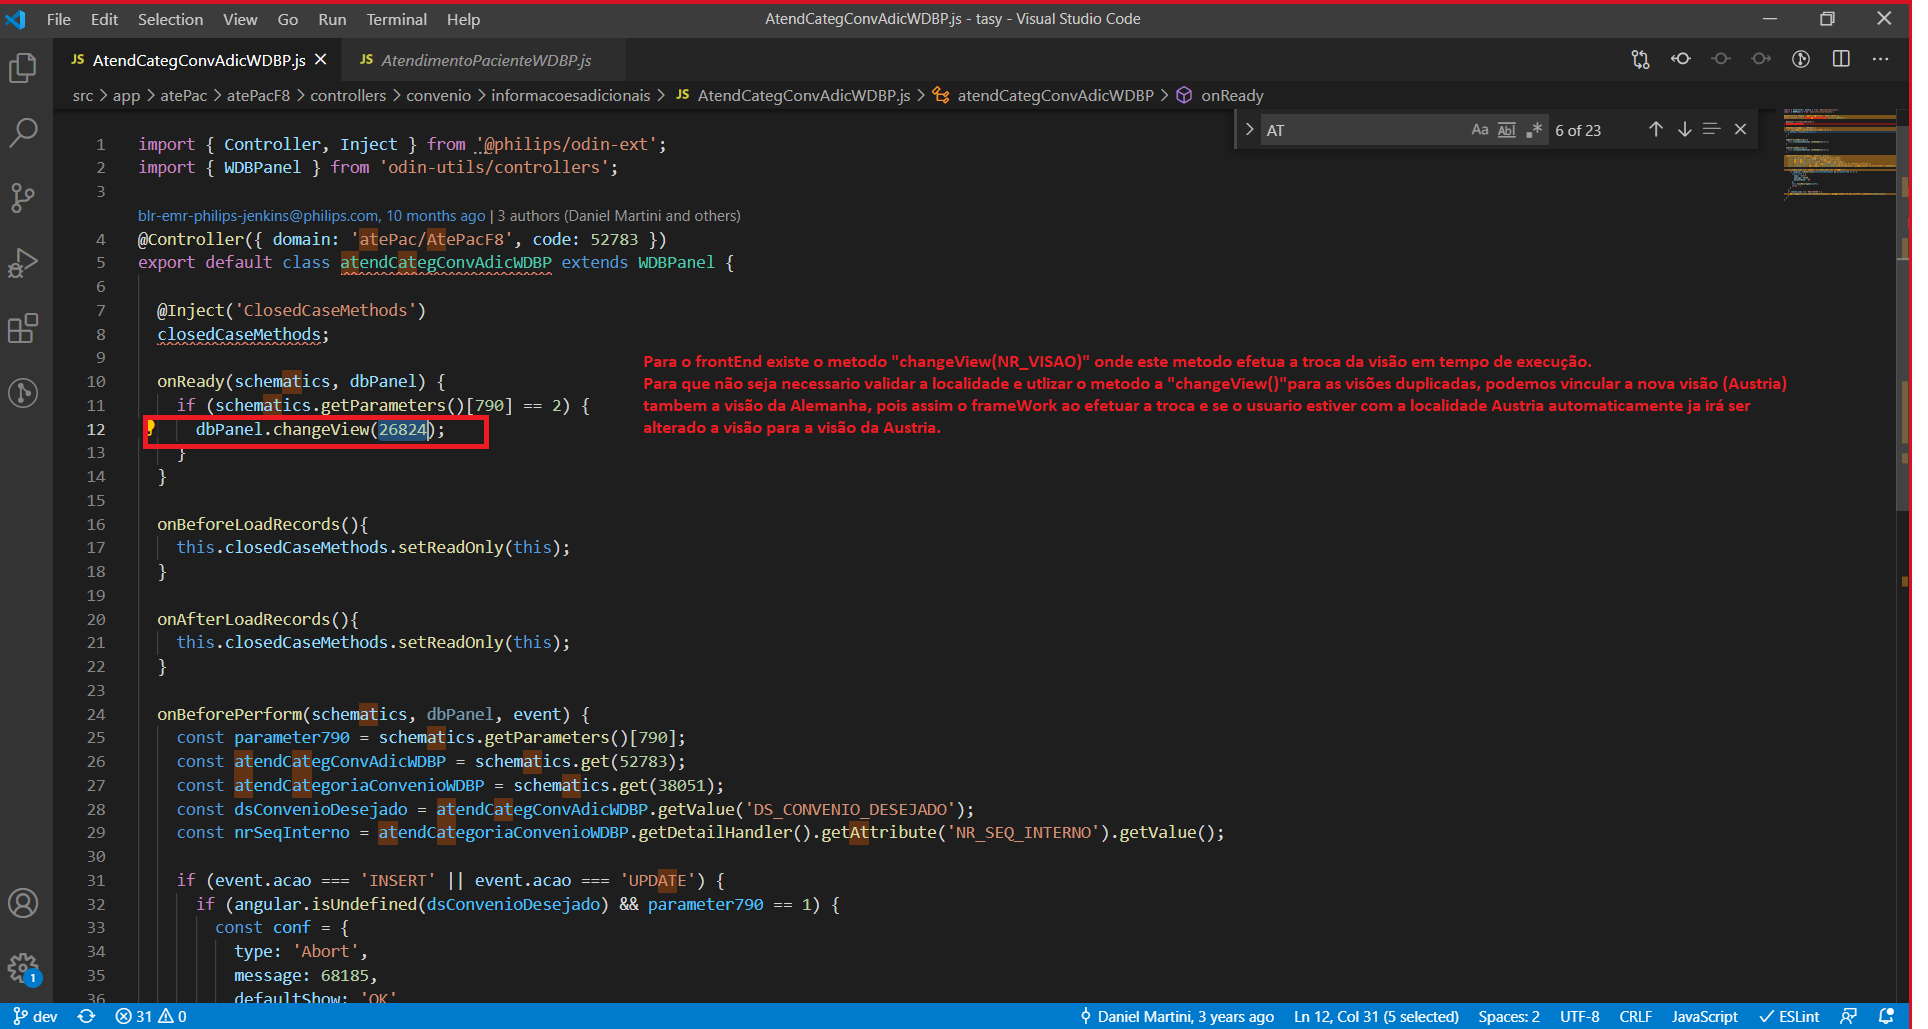 File Edit Selection View Go Run Terminal Help
AtendCategConvAdicWDBP.js - tasy - Visual Studio Code
JS AtendCategConvAdicWDBP.js
JS AtendimentoPacienteWDBP.js
src > app > atePac > atePacF8 > controllers > convenio > informacoesadicionais > JS AtendCategConvAdicWDBP.js > atendCategConvAdicWDBP > onReady
AT Aa Abl .* 6 of 23
1 import { Controller, Inject } from '@philips/odin-ext';
2 import { WDBPanel } from 'odin-utils/controllers';
3
blr-emr-philips-jenkins@philips.com, 10 months ago | 3 authors (Daniel Martini and others)
4 @Controller({ domain: 'atePac/AtePacF8', code: 52783 })
5 export default class atendCategConvAdicWDBP extends WDBPanel {
6
7 @Inject('ClosedCaseMethods')
8 closedCaseMethods;
9
Para o frontEnd existe o metodo "changeView(NR_VISAO)" onde este metodo efetua a troca da visão em tempo de execução.
Para que não seja necessario validar a localidade e utlizar o metodo a "changeView()"para as visões duplicadas, podemos vincular a nova visão (Austria)
tambem a visão da Alemanha, pois assim o frameWork ao efetuar a troca e se o usuario estiver com a localidade Austria automaticamente ja irá ser
alterado a visão para a visão da Austria.
10 onReady(schematics, dbPanel) {
11 if (schematics.getParameters()[790] == 2) {
12 dbPanel.changeView(26824);
13 }
14 }
15
16 onBeforeLoadRecords(){
17 this.closedCaseMethods.setReadOnly(this);
18 }
19
20 onAfterLoadRecords(){
21 this.closedCaseMethods.setReadOnly(this);
22 }
23
24 onBeforePerform(schematics, dbPanel, event) {
25 const parameter790 = schematics.getParameters()[790];
26 const atendCategConvAdicWDBP = schematics.get(52783);
27 const atendCategoriaConvenioWDBP = schematics.get(38051);
28 const dsConvenioDesejado = atendCategConvAdicWDBP.getValue('DS_CONVENIO_DESEJADO');
29 const nrSeqInterno = atendCategoriaConvenioWDBP.getDetailHandler().getAttribute('NR_SEQ_INTERNO').getValue();
30
31 if (event.acao === 'INSERT' || event.acao === 'UPDATE') {
32 if (angular.isUndefined(dsConvenioDesejado) && parameter790 == 1) {
33 const conf = {
34 type: 'Abort',
35 message: 68185,
36 defaultShow: 'OK'
1
dev 31 0 Daniel Martini, 3 years ago Ln 12, Col 31 (5 selected) Spaces: 2 UTF-8 CRLF JavaScript ESLint